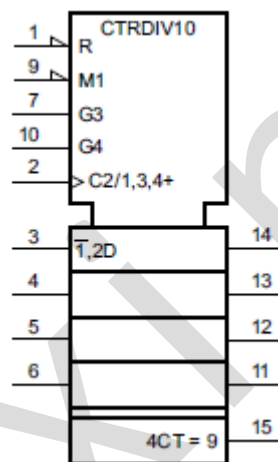 CTRDIV10
1 R
9 M1
7 G3
10 G4
2 C2/1,3,4+
3 1̅,2D 14
4 13
5 12
6 11
4CT = 9 15